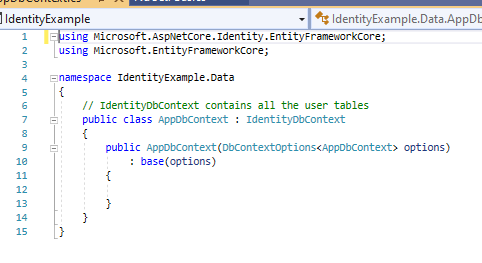 IdentityExample
IdentityExample.Data.AppDb
1 using Microsoft.AspNetCore.Identity.EntityFrameworkCore;
2 using Microsoft.EntityFrameworkCore;
3
4 namespace IdentityExample.Data
5 {
6 // IdentityDbContext contains all the user tables
7 public class AppDbContext : IdentityDbContext
8 {
9 public AppDbContext(DbContextOptions<AppDbContext> options)
10 : base(options)
11 {
12
13 }
14 }
15 }